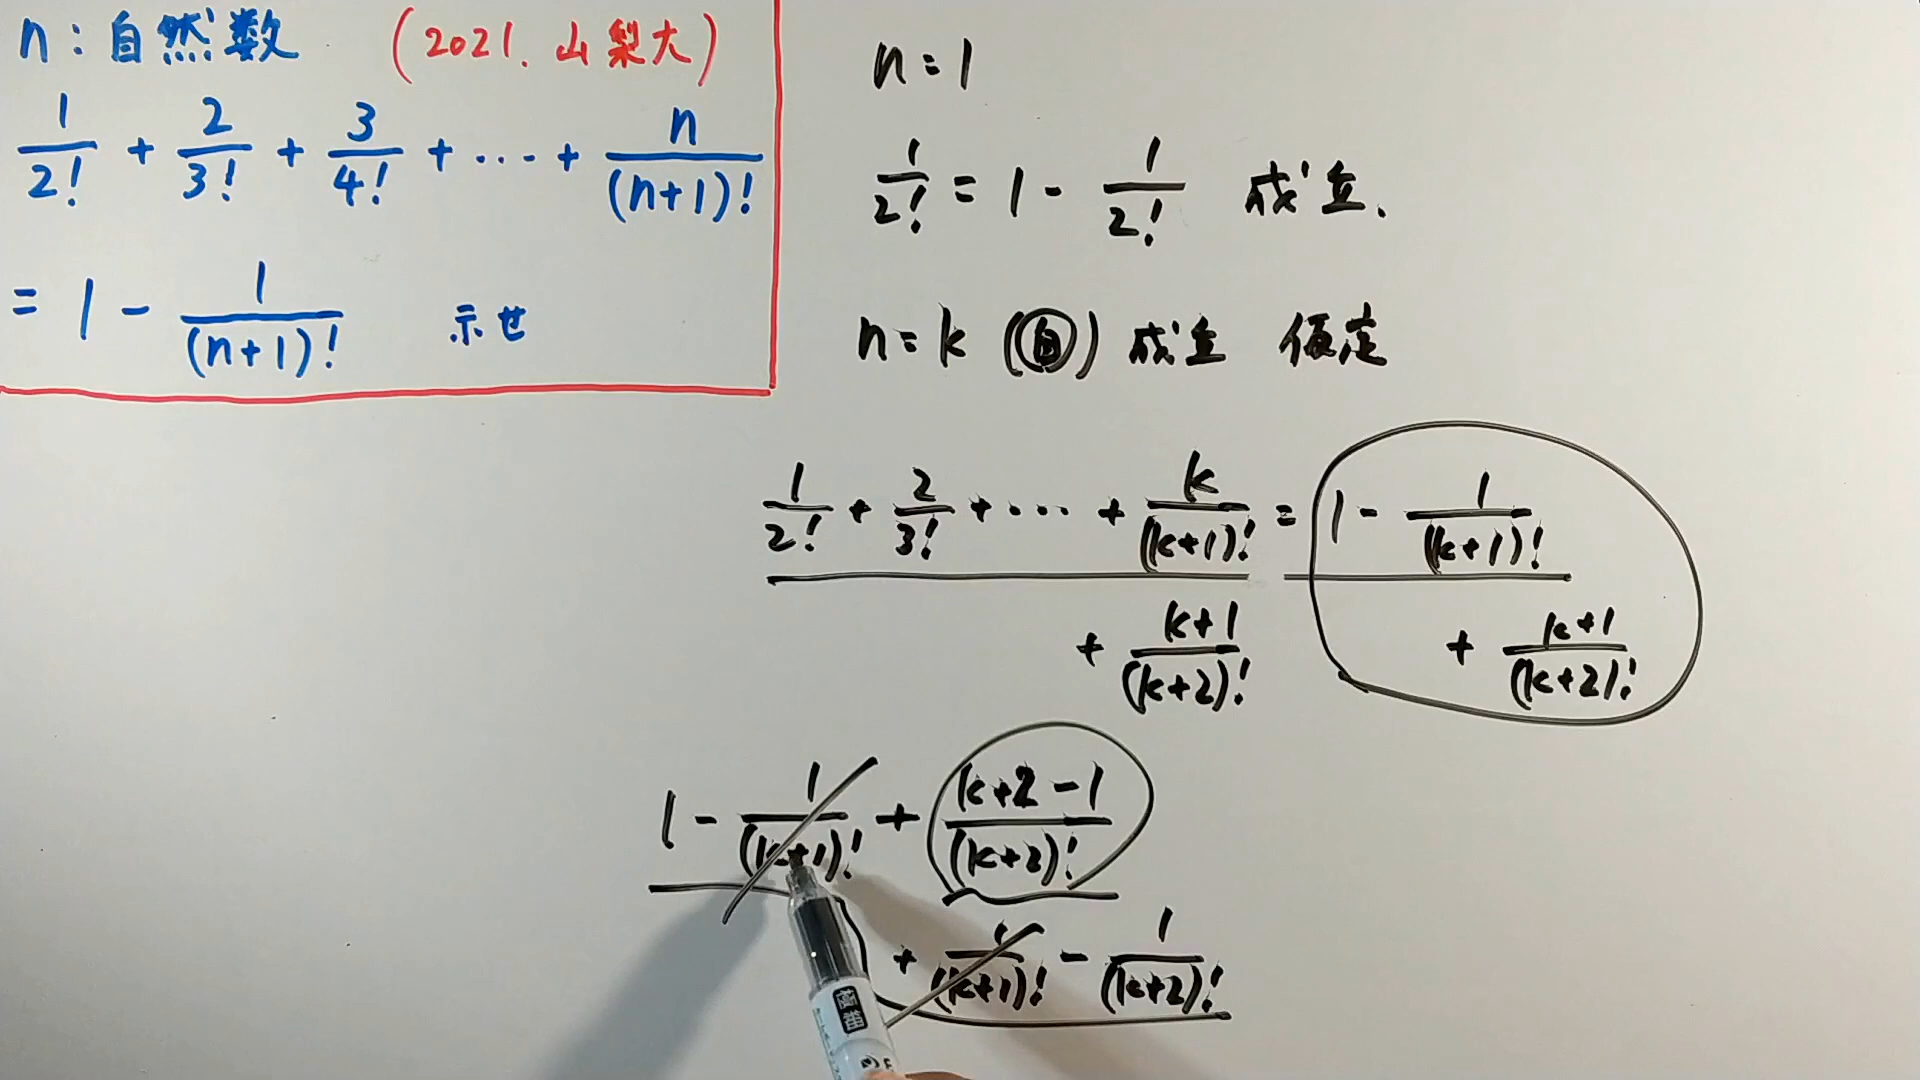 n:自然数 (2021.山梨大)
1/2! + 2/3! + 3/4! + ... + n/(n+1)!
= 1 - 1/(n+1)! 示せ
n=1
1/2! = 1 - 1/2! 成立.
n=k (自) 成立 仮定
1/2! + 2/3! + ... + k/(k+1)! = 1 - 1/(k+1)!
+ (k+1)/(k+2)! + (k+1)/(k+2)!
1 - 1/(k+1)! + (k+2-1)/(k+2)!
+ 1/(k+1)! - 1/(k+2)!